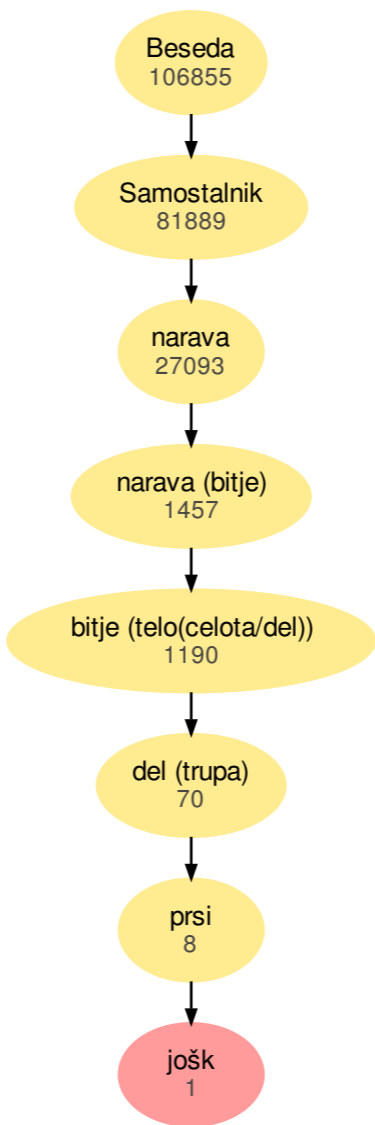 Beseda
106855
Samostalnik
81889
narava
27093
narava (bitje)
1457
bitje (telo(celota/del))
1190
del (trupa)
70
prsi
8
jošk
1